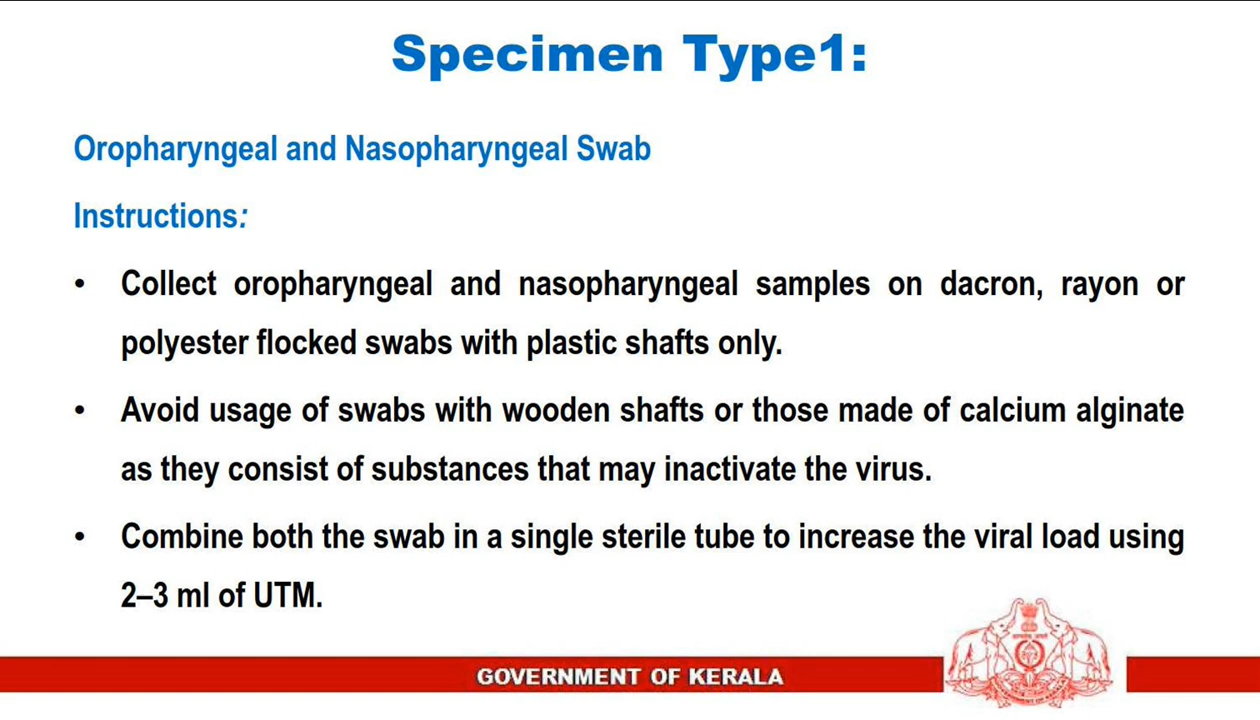 Specimen Type1:
Oropharyngeal and Nasopharyngeal Swab
Instructions:
• Collect oropharyngeal and nasopharyngeal samples on dacron, rayon or
polyester flocked swabs with plastic shafts only.
• Avoid usage of swabs with wooden shafts or those made of calcium alginate
as they consist of substances that may inactivate the virus.
• Combine both the swab in a single sterile tube to increase the viral load using
2–3 ml of UTM.
GOVERNMENT OF KERALA